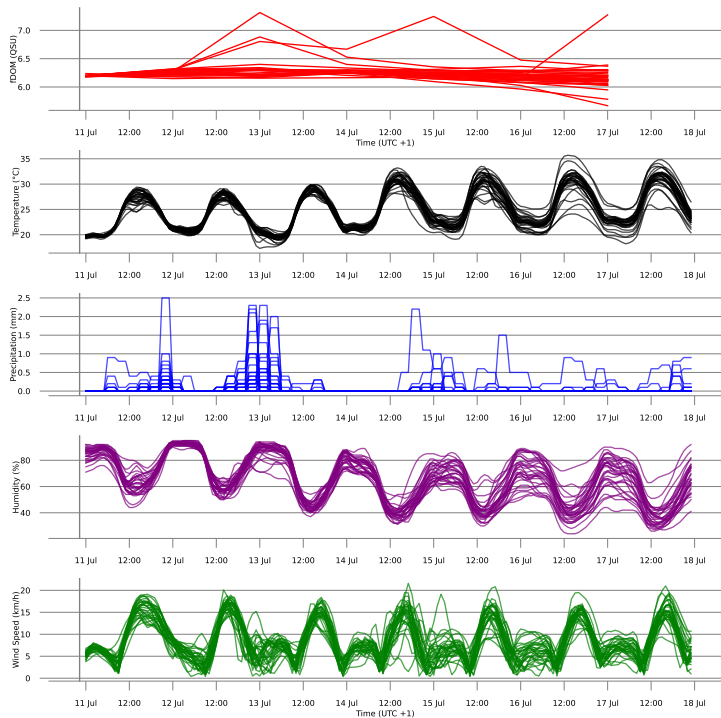 fDOM (QSU)
7.0
6.5
6.0
11 Jul 12:00 12 Jul 12:00 13 Jul 12:00 14 Jul 12:00 15 Jul 12:00 16 Jul 12:00 17 Jul 12:00 18 Jul
Time (UTC +1)
Temperature (°C)
35
30
25
20
11 Jul 12:00 12 Jul 12:00 13 Jul 12:00 14 Jul 12:00 15 Jul 12:00 16 Jul 12:00 17 Jul 12:00 18 Jul
Precipitation (mm)
2.5
2.0
1.5
1.0
0.5
0.0
11 Jul 12:00 12 Jul 12:00 13 Jul 12:00 14 Jul 12:00 15 Jul 12:00 16 Jul 12:00 17 Jul 12:00 18 Jul
Humidity (%)
80
60
40
11 Jul 12:00 12 Jul 12:00 13 Jul 12:00 14 Jul 12:00 15 Jul 12:00 16 Jul 12:00 17 Jul 12:00 18 Jul
Wind Speed (km/h)
20
15
10
5
0
11 Jul 12:00 12 Jul 12:00 13 Jul 12:00 14 Jul 12:00 15 Jul 12:00 16 Jul 12:00 17 Jul 12:00 18 Jul
Time (UTC +1)